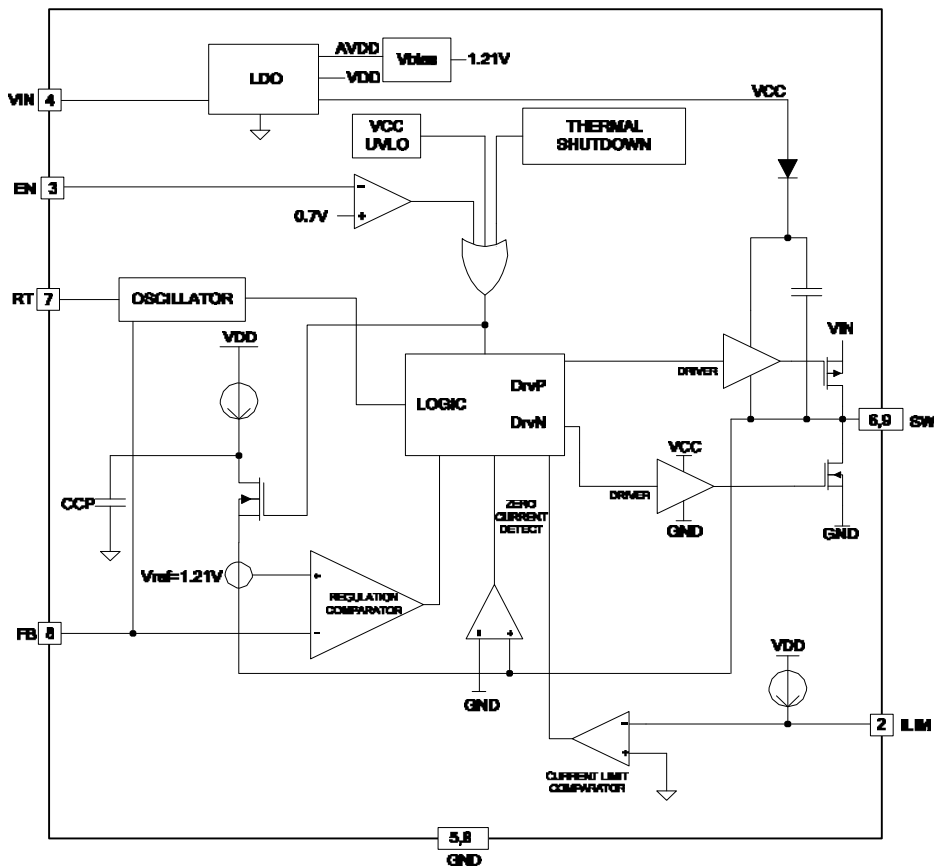 AVDD
Vbias
1.21V
LDO
VDD
VIN
4
VCC
VCC
UVLO
THERMAL
SHUTDOWN
EN
3
0.7V
RT
7
OSCILLATOR
VDD
VIN
DRIVER
DrvP
LOGIC
DrvN
6,9
SW
VCC
DRIVER
GND
GND
CCP
ZERO
CURRENT
DETECT
Vref=1.21V
REGULATION
COMPARATOR
FB
8
GND
VDD
2
ILIM
CURRENT LIMIT
COMPARATOR
5,8
GND